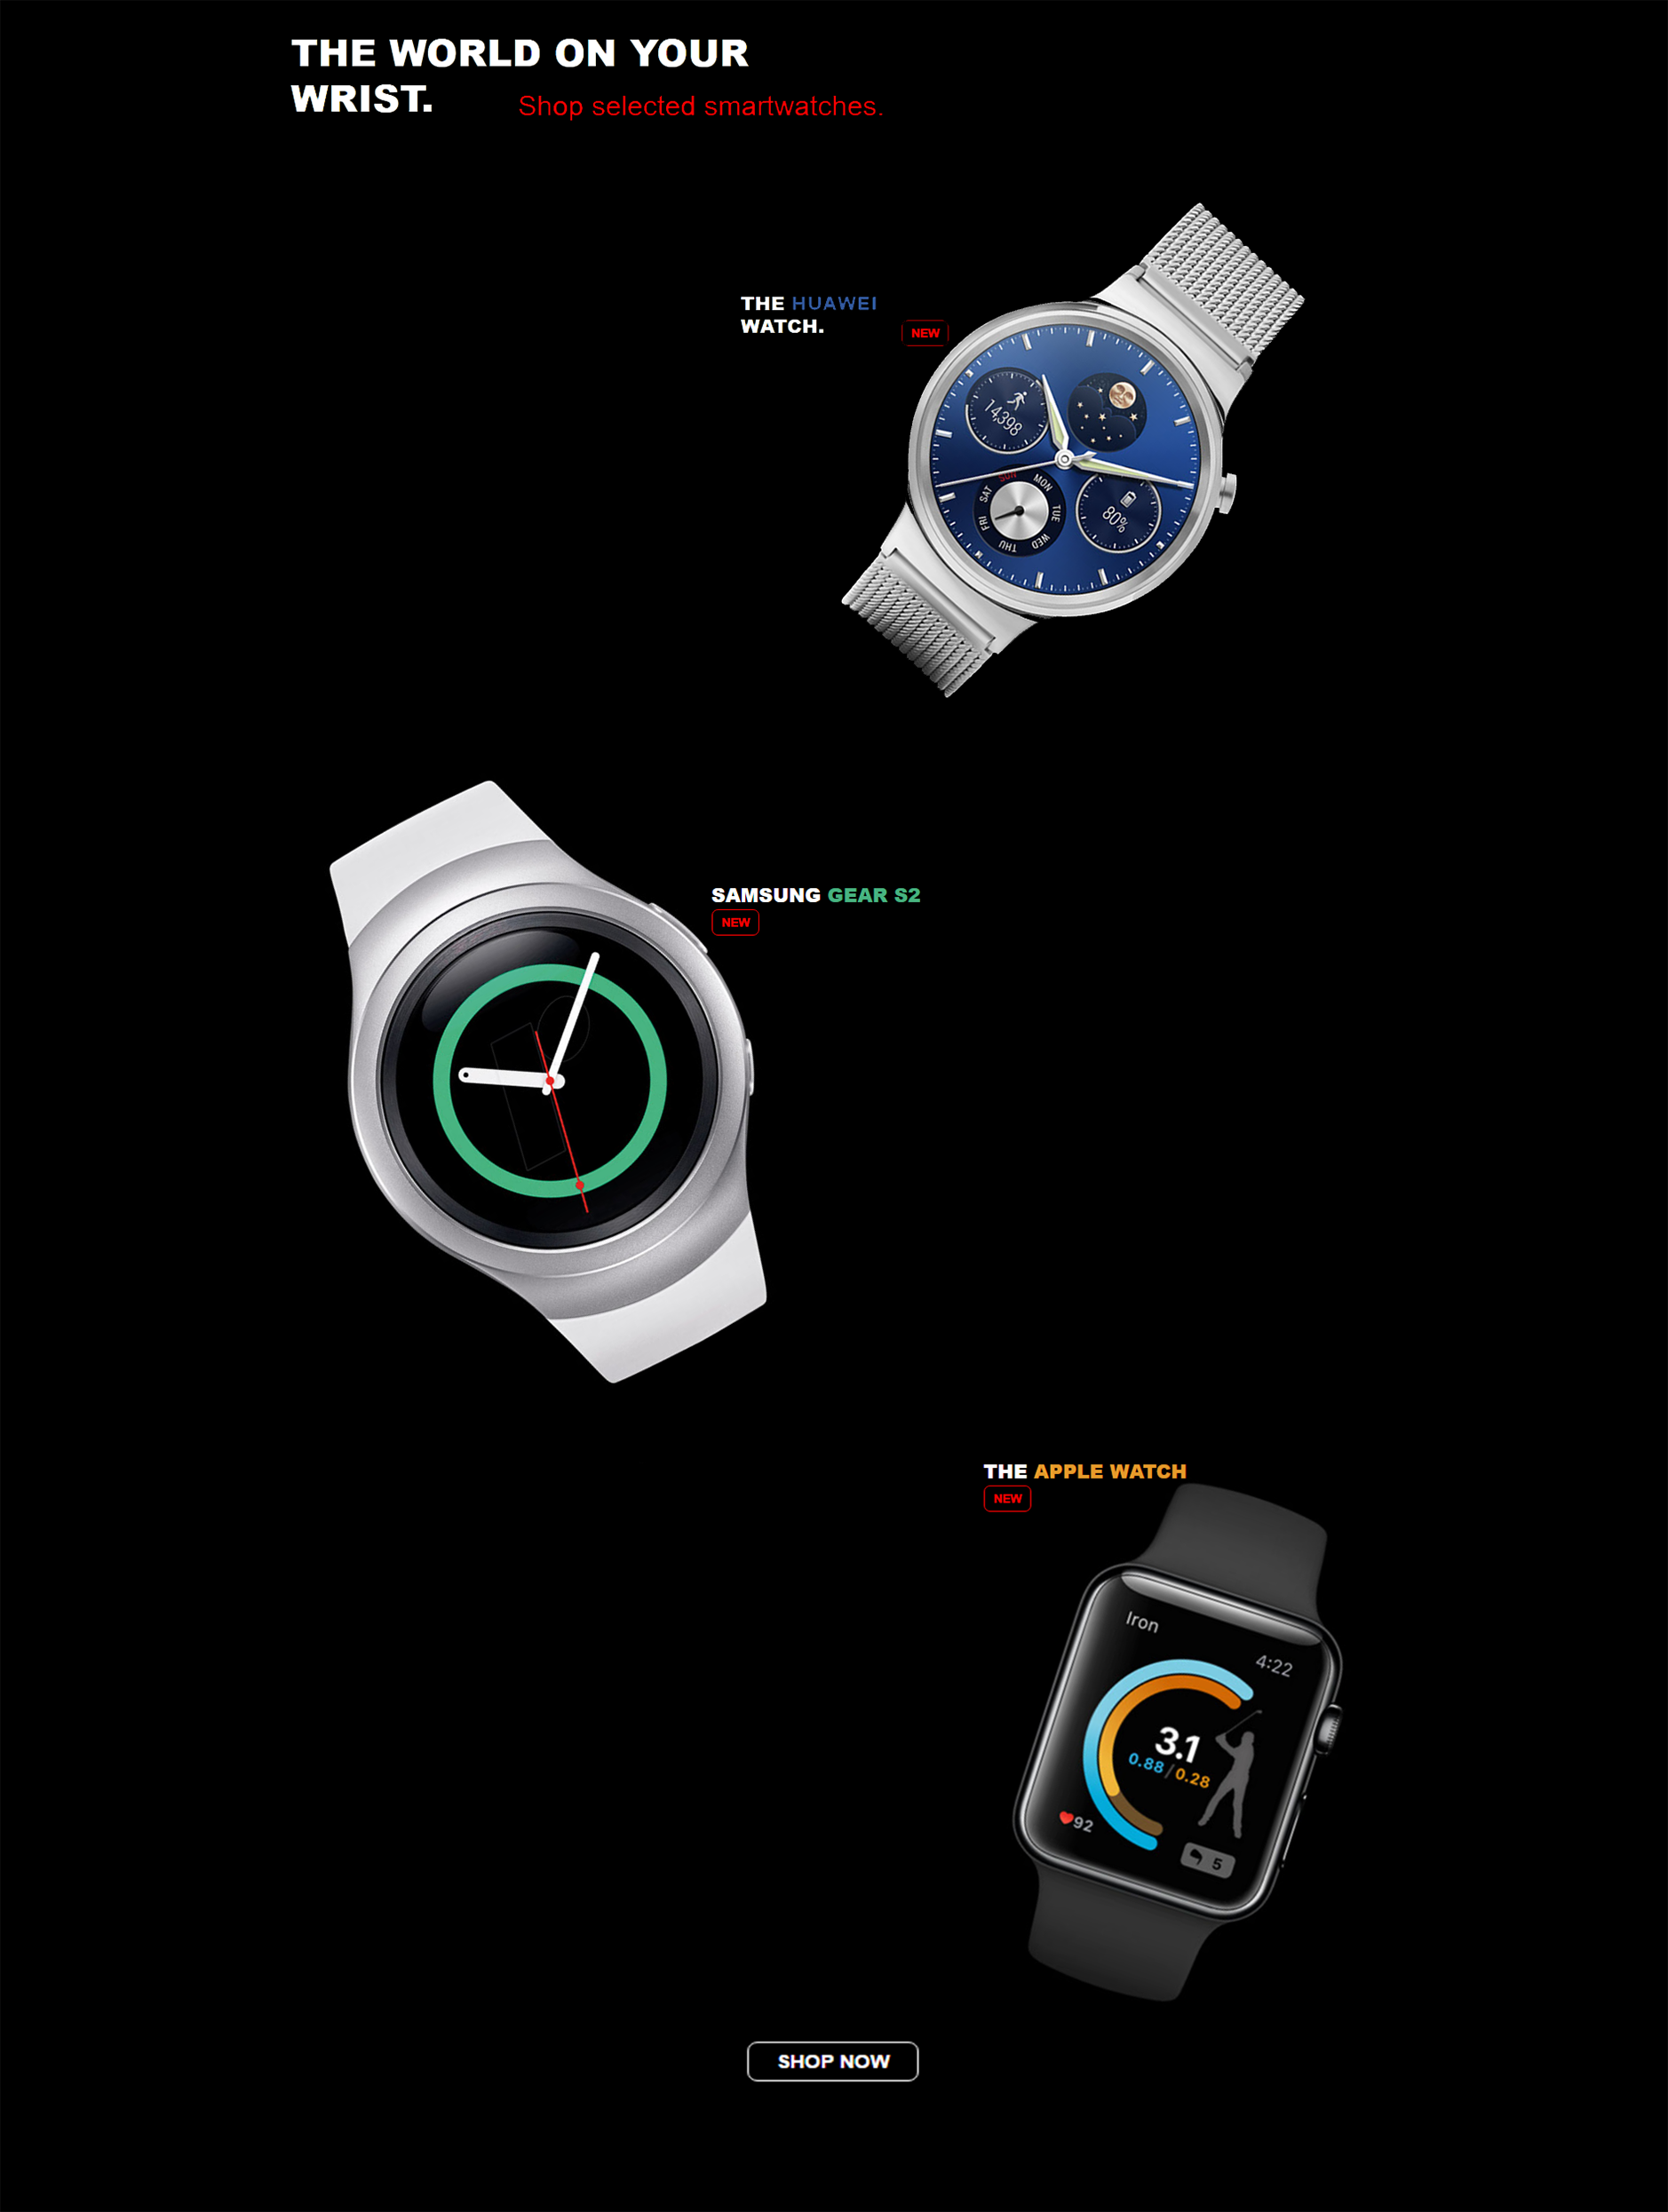 THE WORLD ON YOUR
WRIST.
Shop selected smartwatches.
THE HUAWEI
WATCH.
NEW
14,398
SUN
MON
TUE
WED
THU
FRI
SAT
80%
SAMSUNG GEAR S2
NEW
THE APPLE WATCH
NEW
Iron
4:22
3.1
0.88/0.28
92
5
SHOP NOW